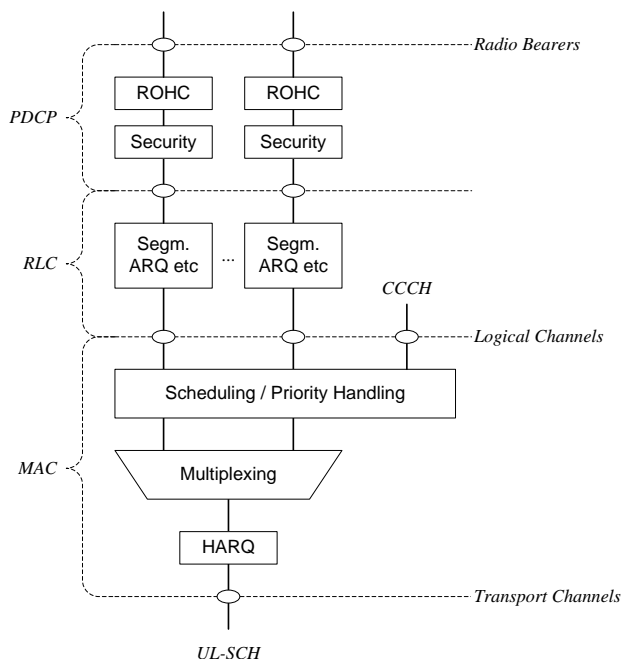 Radio Bearers
ROHC
ROHC
PDCP
Security
Security
Segm.
ARQ etc
...
Segm.
ARQ etc
RLC
CCCH
Logical Channels
Scheduling / Priority Handling
MAC
Multiplexing
HARQ
Transport Channels
UL-SCH